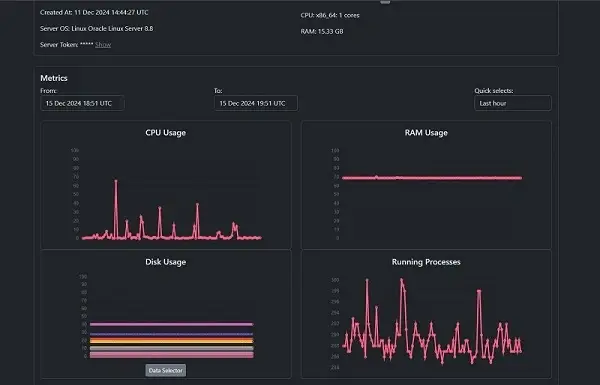 Created At: 11 Dec 2024 14:44:27 UTC
CPU: x86_64: 1 cores
Server OS: Linux Oracle Linux Server 8.8
RAM: 15.33 GB
Server Token: ***** Show
Metrics
From:
To:
Quick selects:
15 Dec 2024 18:51 UTC
15 Dec 2024 19:51 UTC
Last hour
CPU Usage
RAM Usage
100
90
80
70
60
50
40
30
20
10
0
100
90
80
70
60
50
40
30
20
10
0
Disk Usage
Running Processes
100
90
80
70
60
50
40
30
20
10
0
Data Selector